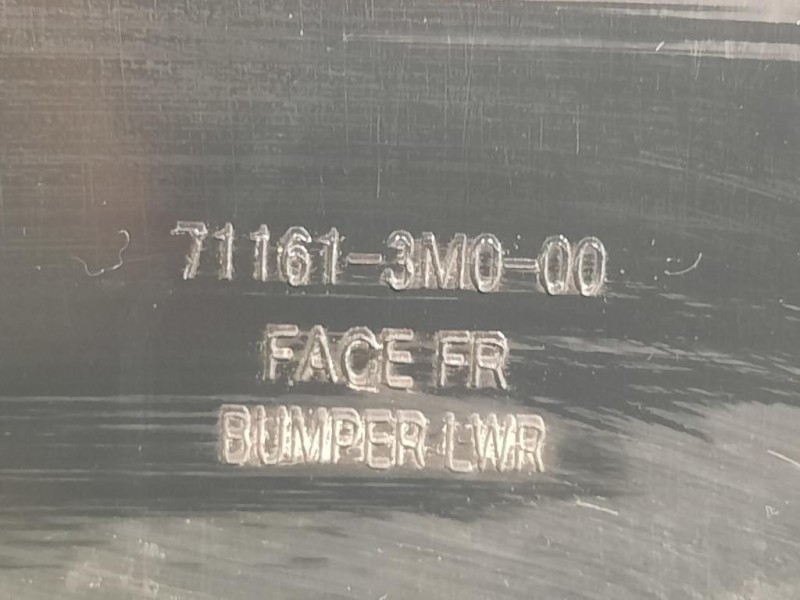 71161-3M0-00
FACE FR
BUMPER LWR